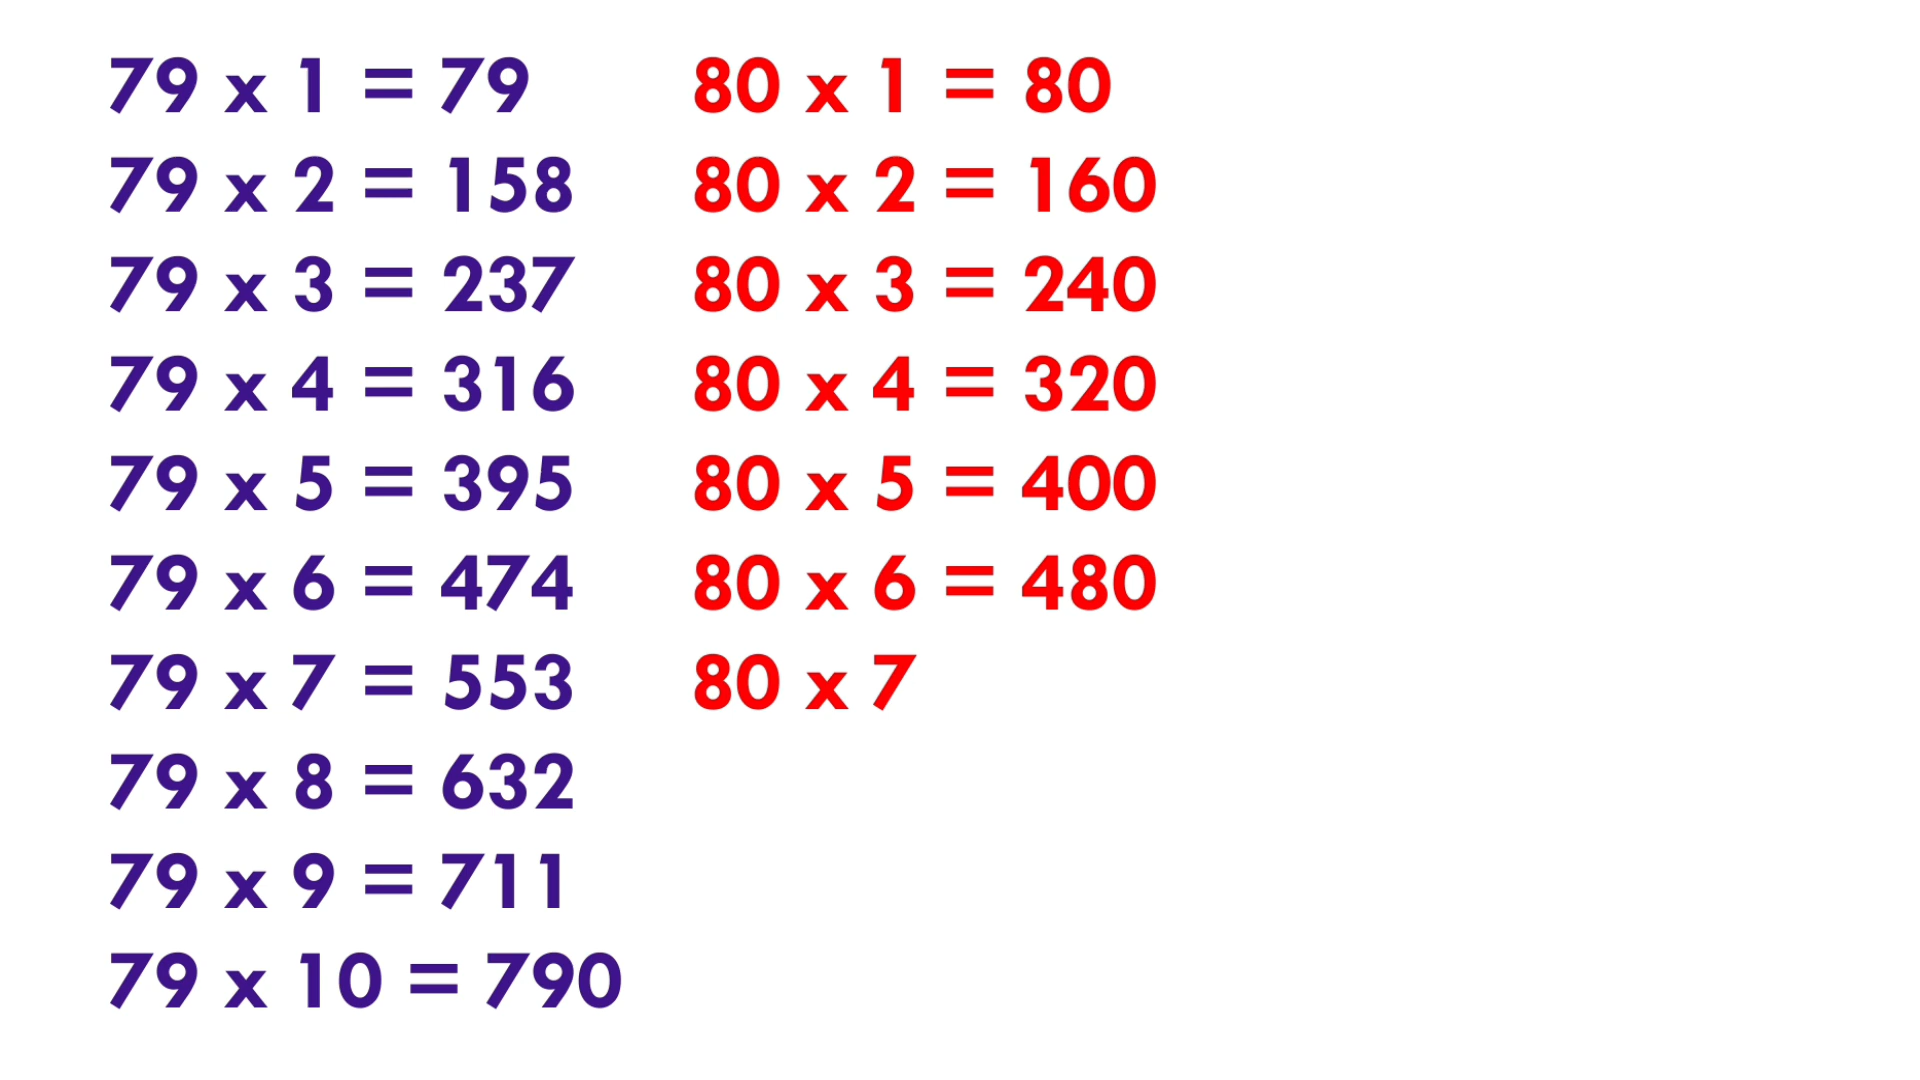 79 x 1 = 79
79 x 2 = 158
79 x 3 = 237
79 x 4 = 316
79 x 5 = 395
79 x 6 = 474
79 x 7 = 553
79 x 8 = 632
79 x 9 = 711
79 x 10 = 790
80 x 1 = 80
80 x 2 = 160
80 x 3 = 240
80 x 4 = 320
80 x 5 = 400
80 x 6 = 480
80 x 7